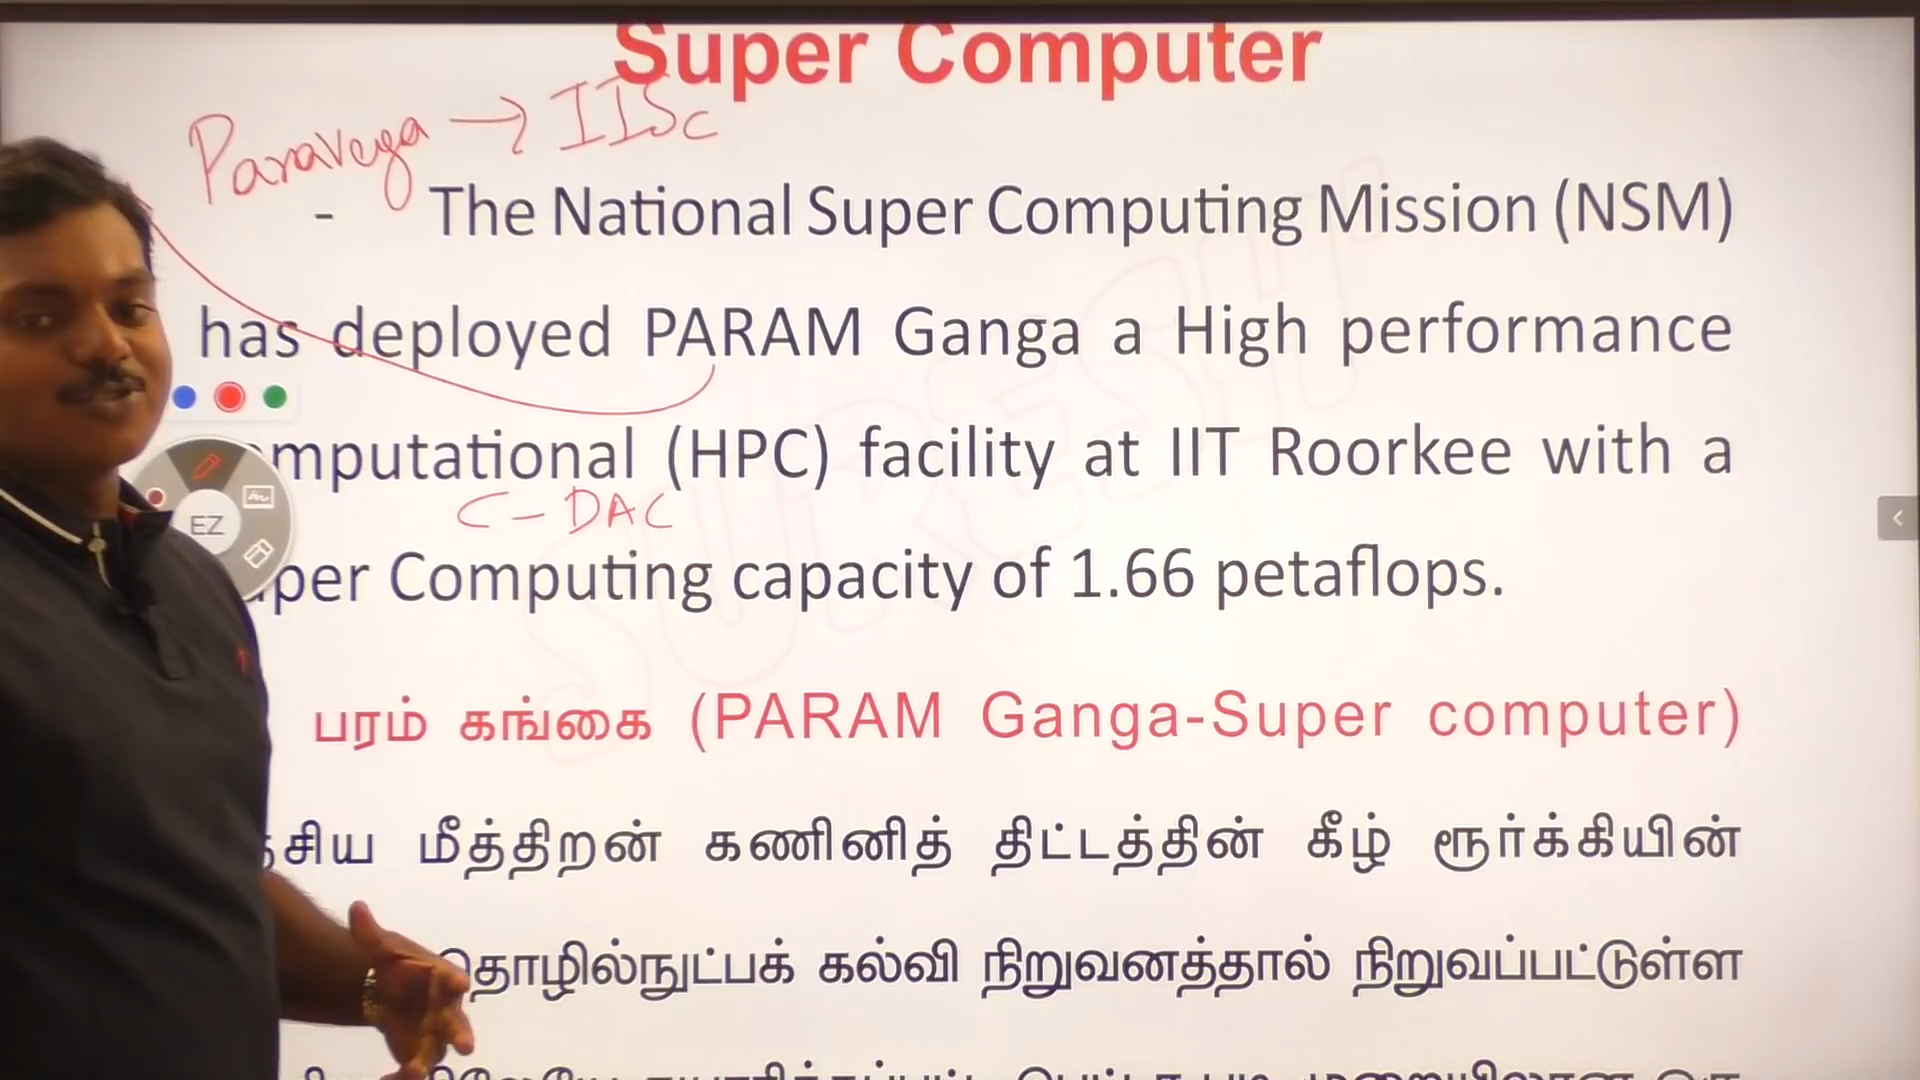 Super Computer
Paravega → IISc
- The National Super Computing Mission (NSM)
has deployed PARAM Ganga a High performance
mputational (HPC) facility at IIT Roorkee with a
C - DAC
EZ
per Computing capacity of 1.66 petaflops.
SURESH
பரம் கங்கை (PARAM Ganga-Super computer)
சிய மீத்திறன் கணினித் திட்டத்தின் கீழ் ரூர்க்கியின்
தொழில்நுட்பக் கல்வி நிறுவனத்தால் நிறுவப்பட்டுள்ள